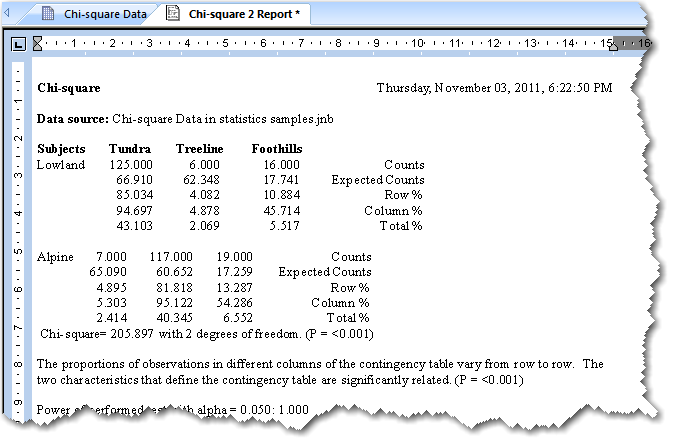 Chi-square Data Chi-square 2 Report *
1 2 3 4 5 6 7 8 9 10 11 12 13 14 15 16
Chi-square Thursday, November 03, 2011, 6:22:50 PM
Data source: Chi-square Data in statistics samples.jnb
Subjects Tundra Treeline Foothills
Lowland 125.000 6.000 16.000 Counts
66.910 62.348 17.741 Expected Counts
85.034 4.082 10.884 Row %
94.697 4.878 45.714 Column %
43.103 2.069 5.517 Total %
Alpine 7.000 117.000 19.000 Counts
65.090 60.652 17.259 Expected Counts
4.895 81.818 13.287 Row %
5.303 95.122 54.286 Column %
2.414 40.345 6.552 Total %
Chi-square= 205.897 with 2 degrees of freedom. (P = <0.001)
The proportions of observations in different columns of the contingency table vary from row to row. The
two characteristics that define the contingency table are significantly related. (P = <0.001)
Power of performed test with alpha = 0.050: 1.000
1
2
3
4
5
6
7
8
9